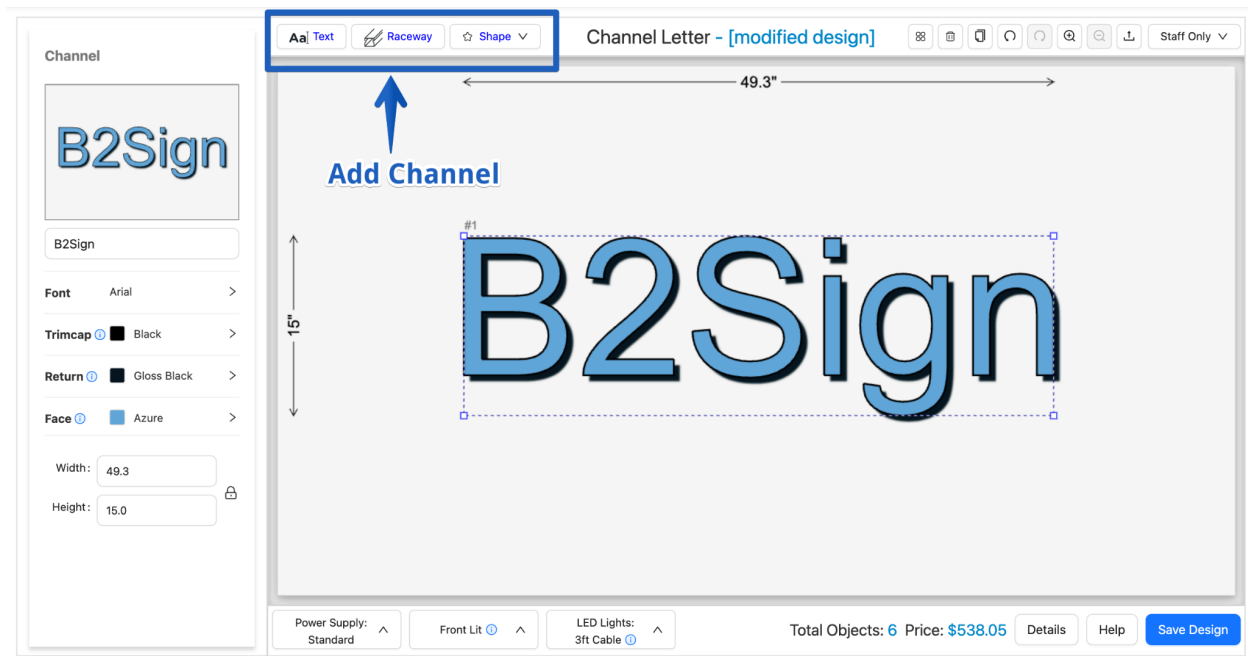 Aa Text
Raceway
Shape
Channel Letter - [modified design]
Staff Only
Channel
B2Sign
B2Sign
Font Arial
Trimcap Black
Return Gloss Black
Face Azure
Width: 49.3
Height: 15.0
Add Channel
49.3"
15"
#1
B2Sign
Power Supply:
Standard
Front Lit
LED Lights:
3ft Cable
Total Objects: 6 Price: $538.05
Details
Help
Save Design